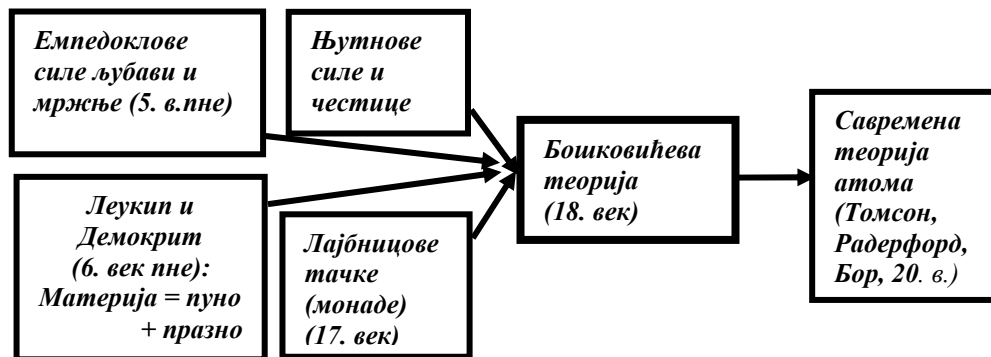 Емпедоклове
силе љубави и
мржње (5. в.пне)
Њутнове
силе и
честице
Леукип и
Демокрит
(6. век пне):
Материја = пуно
+ празно
Лајбницове
тачке
(монаде)
(17. век)
Бошковићева
теорија
(18. век)
Савремена
теорија
атома
(Томсон,
Радерфорд,
Бор, 20. в.)